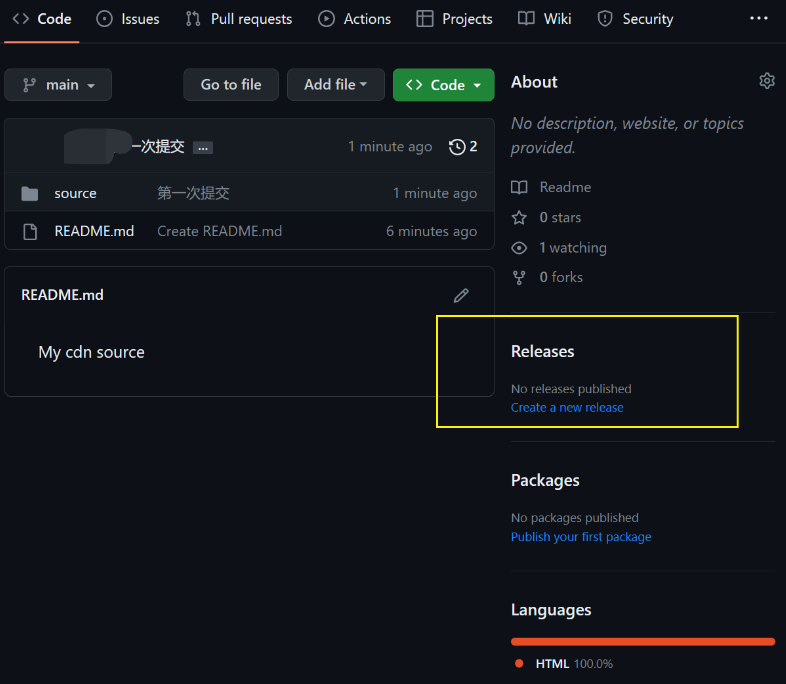 Code Issues Pull requests Actions Projects Wiki Security ...
main Go to file Add file Code
一次提交 ... 1 minute ago 2
source 第一次提交 1 minute ago
README.md Create README.md 6 minutes ago
README.md
My cdn source
About
No description, website, or topics
provided.
Readme
0 stars
1 watching
0 forks
Releases
No releases published
Create a new release
Packages
No packages published
Publish your first package
Languages
HTML 100.0%